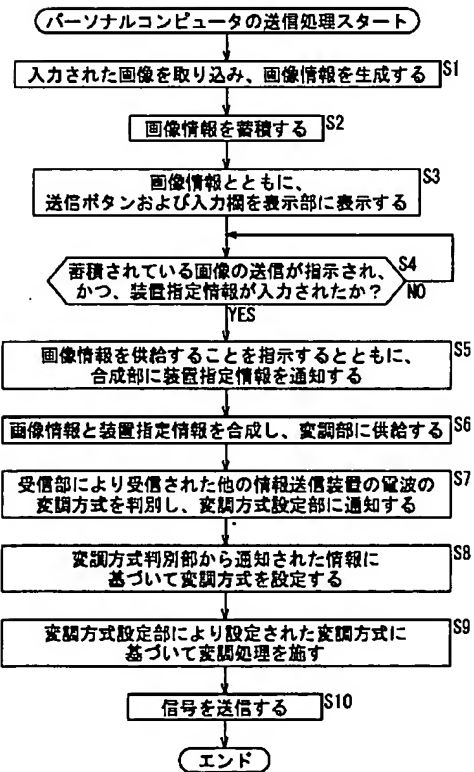 パーソナルコンピュータの送信処理スタート
入力された画像を取り込み、画像情報を生成する S1
画像情報を蓄積する S2
画像情報とともに、 S3
送信ボタンおよび入力欄を表示部に表示する
蓄積されている画像の送信が指示され、 S4
かつ、装置指定情報が入力されたか？ NO
YES
画像情報を供給することを指示するとともに、 S5
合成部に装置指定情報を通知する
画像情報と装置指定情報を合成し、変調部に供給する S6
受信部により受信された他の情報送信装置の電波の S7
変調方式を判別し、変調方式設定部に通知する
変調方式判別部から通知された情報に S8
基づいて変調方式を設定する
変調方式設定部により設定された変調方式に S9
基づいて変調処理を施す
信号を送信する S10
エンド